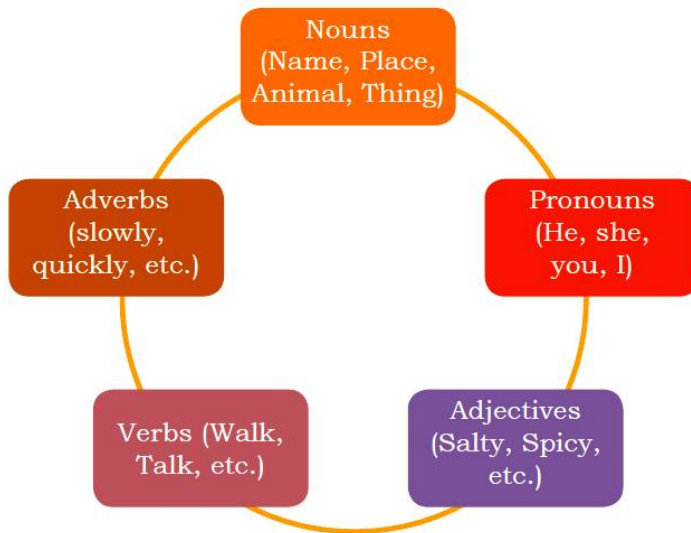 Nouns
(Name, Place,
Animal, Thing)
Pronouns
(He, she,
you, I)
Adjectives
(Salty, Spicy,
etc.)
Verbs (Walk,
Talk, etc.)
Adverbs
(slowly,
quickly, etc.)